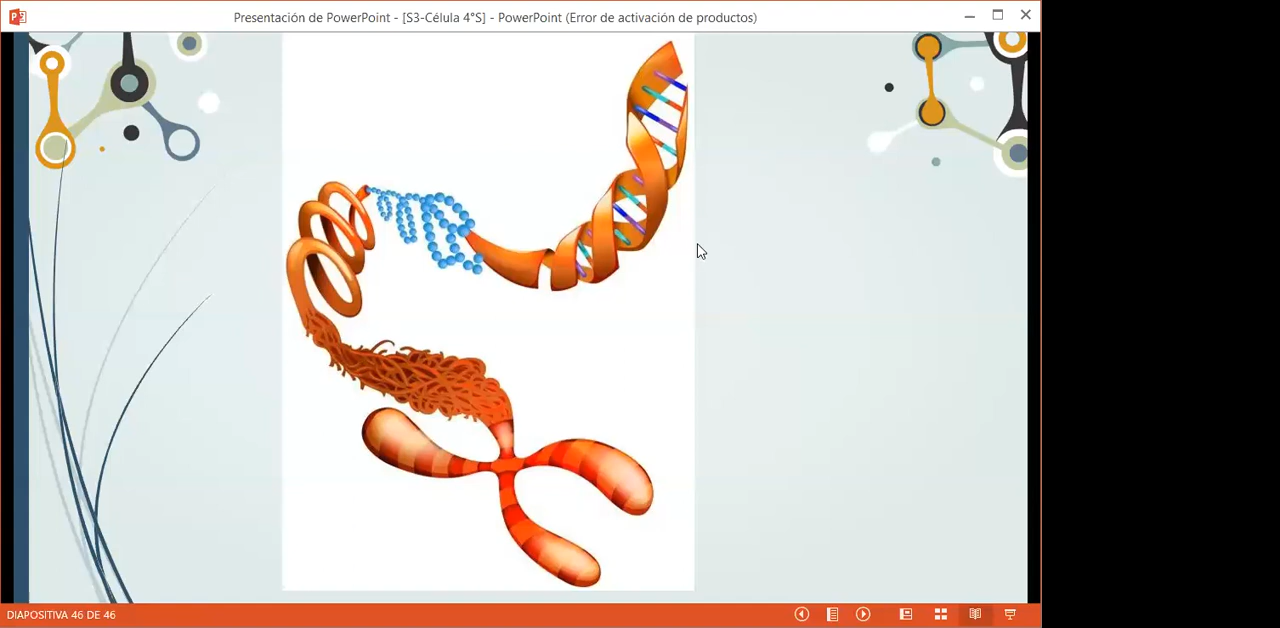 Presentación de PowerPoint - [S3-Célula 4°S] - PowerPoint (Error de activación de productos)
DIAPOSITIVA 46 DE 46